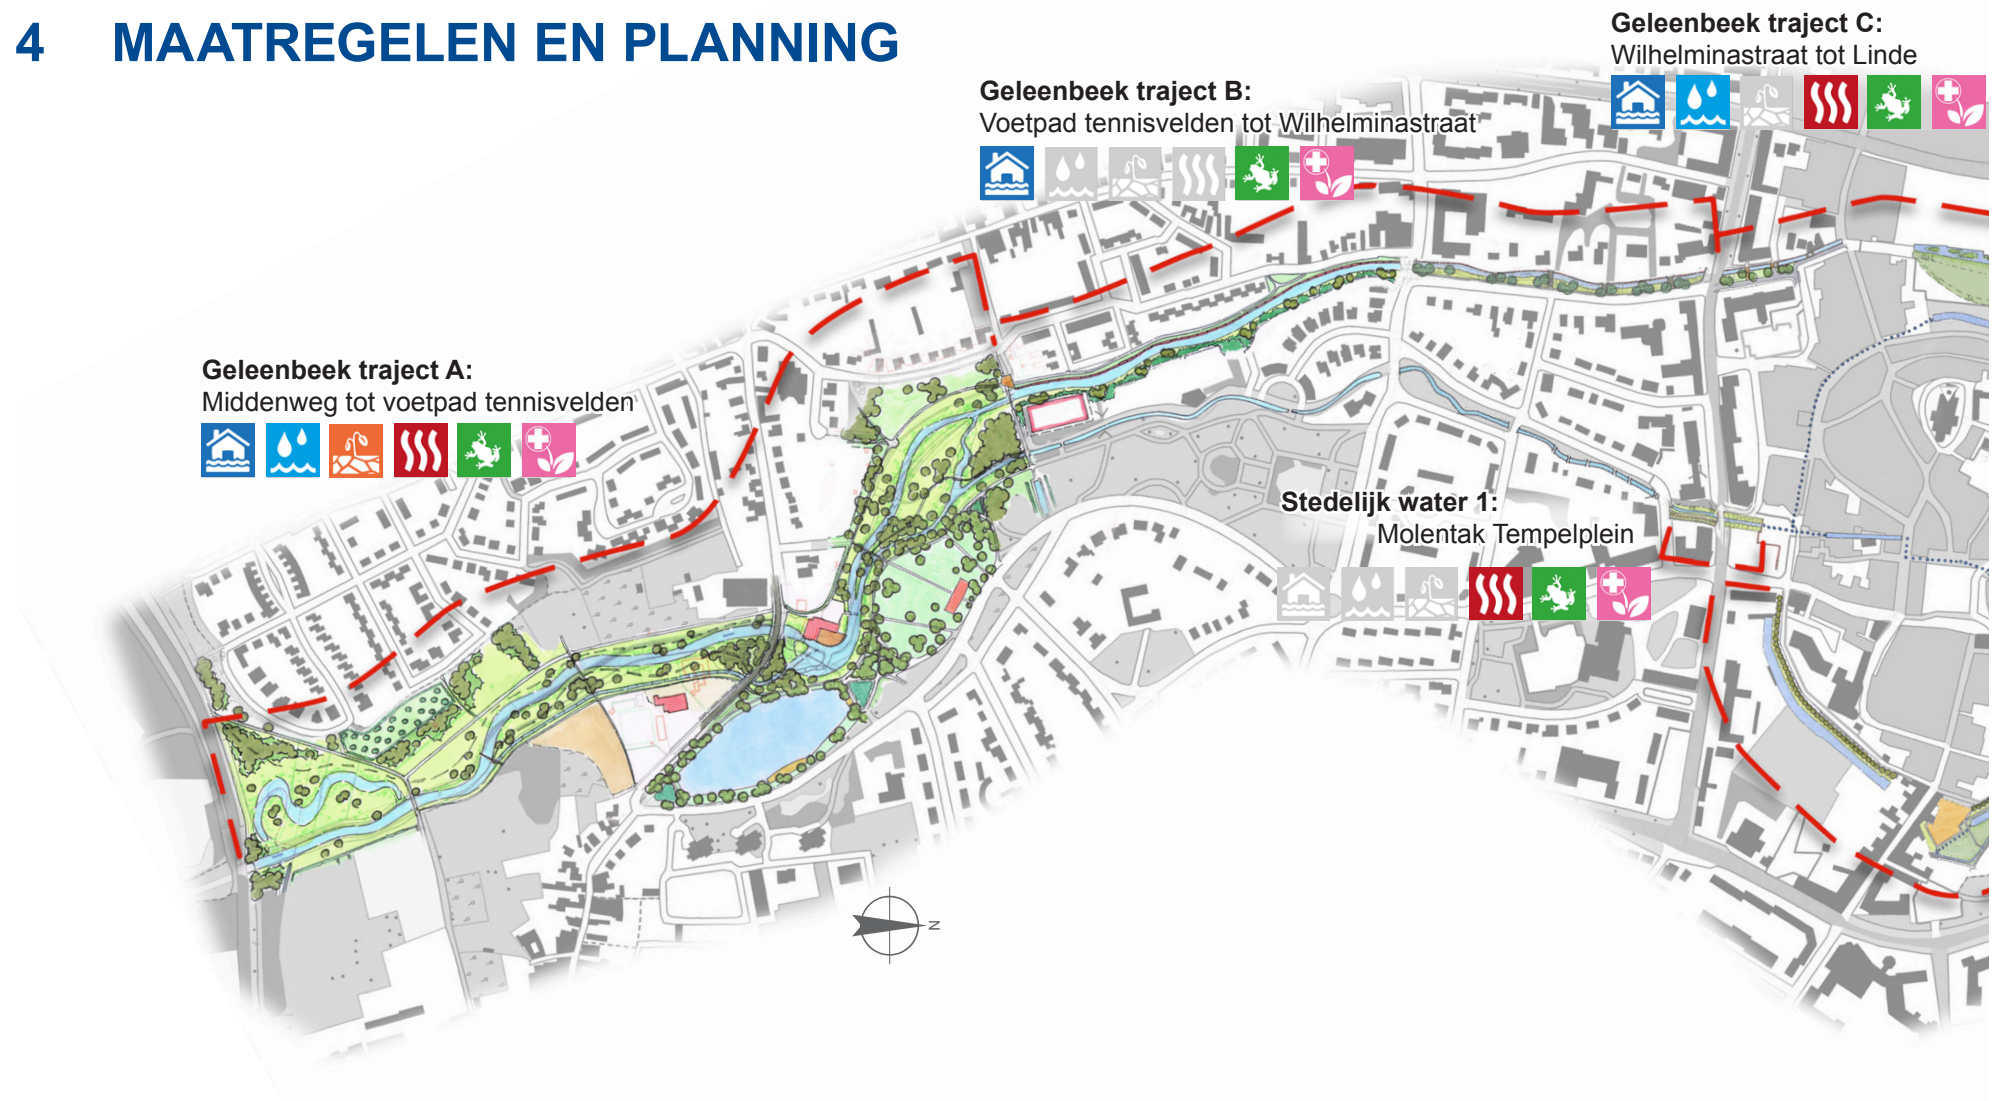 4 MAATREGELEN EN PLANNING
Geleenbeek traject C:
Wilhelminastraat tot Linde
Geleenbeek traject B:
Voetpad tennisvelden tot Wilhelminastraat
Geleenbeek traject A:
Middenweg tot voetpad tennisvelden
Stedelijk water 1:
Molentak Tempelplein
N